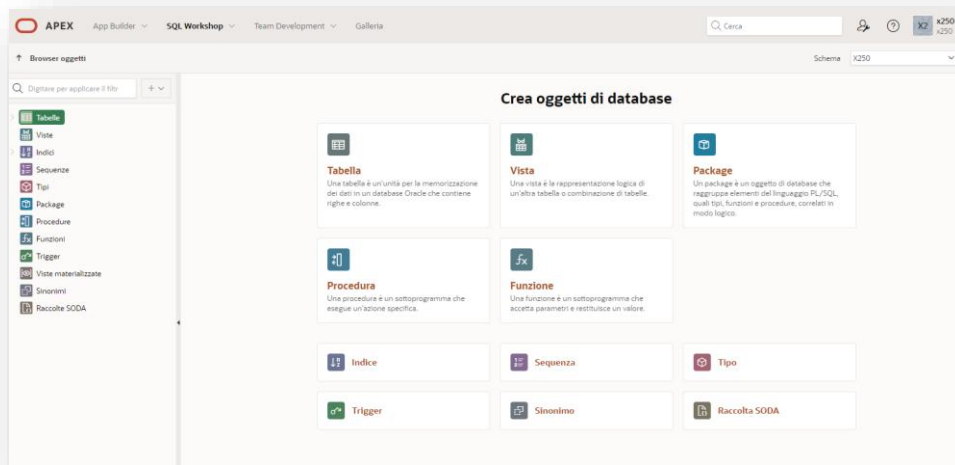 APEX App Builder SQL Workshop Team Development Galleria Cerca X2 x250
x250
Browser oggetti Schema X250
Digitare per applicare il filtr
Crea oggetti di database
Tabelle
Viste
Indici
Sequenze
Tipi
Package
Procedure
Funzioni
Trigger
Viste materializzate
Sinonimi
Raccolte SODA
Tabella
Una tabella è un'unità per la memorizzazione
dei dati in un database Oracle che contiene
righe e colonne.
Vista
Una vista è la rappresentazione logica di
un'altra tabella o combinazione di tabelle.
Package
Un package è un oggetto di database che
raggruppa elementi del linguaggio PL/SQL,
quali tipi, funzioni e procedure, correlati in
modo logico.
Procedura
Una procedura è un sottoprogramma che
esegue un'azione specifica.
Funzione
Una funzione è un sottoprogramma che
accetta parametri e restituisce un valore.
Indice
Sequenza
Tipo
Trigger
Sinonimo
Raccolta SODA